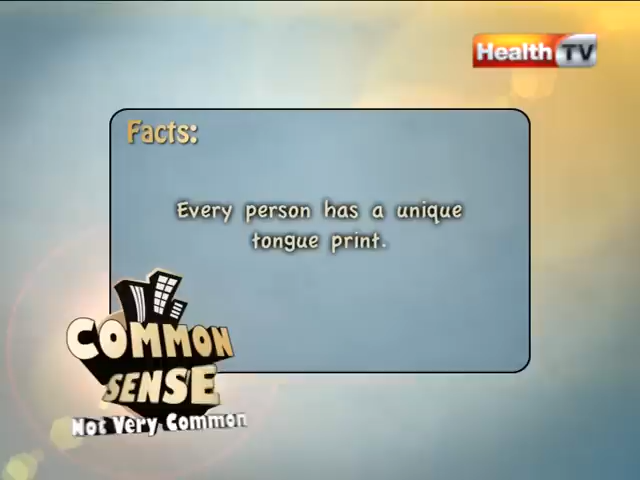 Health TV
Facts:
Every person has a unique
tongue print.
COMMON
SENSE
Not Very Common